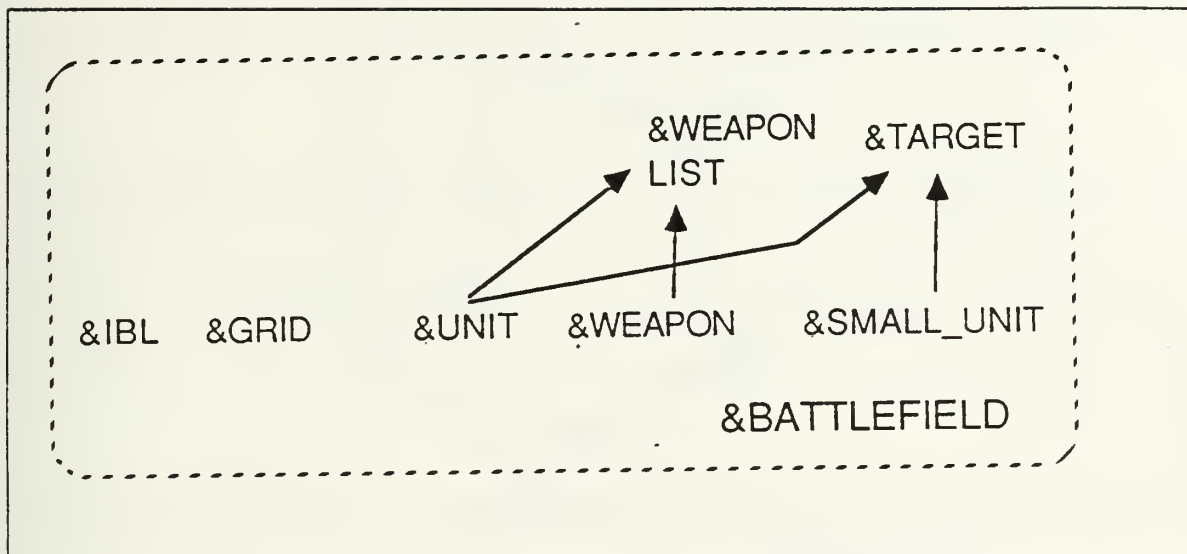 &WEAPON
LIST
&TARGET
&IBL
&GRID
&UNIT
&WEAPON
&SMALL_UNIT
&BATTLEFIELD